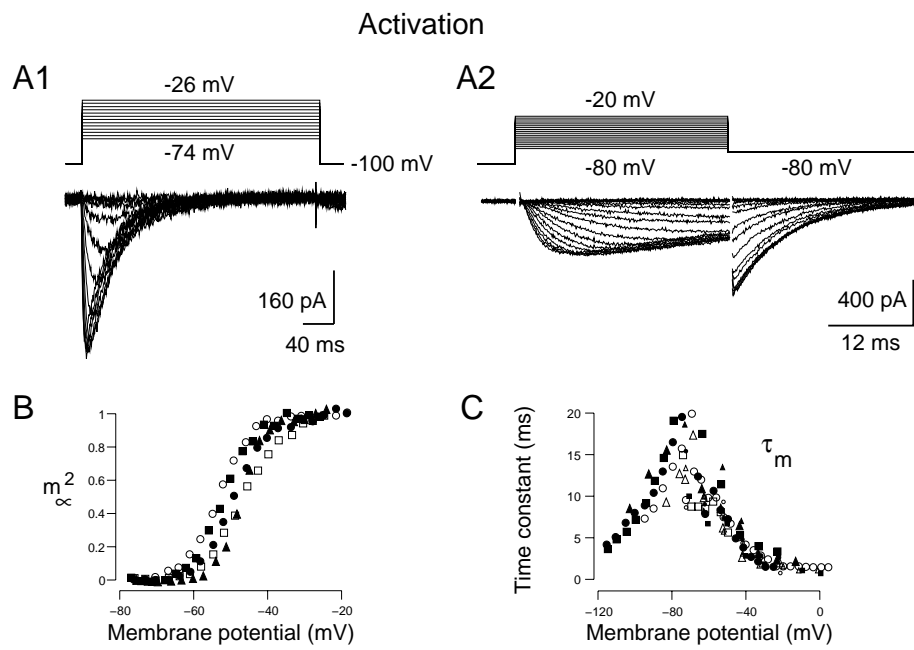 Activation
A1
-26 mV
-74 mV
-100 mV
160 pA
40 ms
A2
-20 mV
-80 mV
-80 mV
400 pA
12 ms
B
m²∝
1
0.8
0.6
0.4
0.2
0
−80
−60
−40
−20
Membrane potential (mV)
C
Time constant (ms)
20
15
10
5
0
τm
−120
−80
−40
0
Membrane potential (mV)